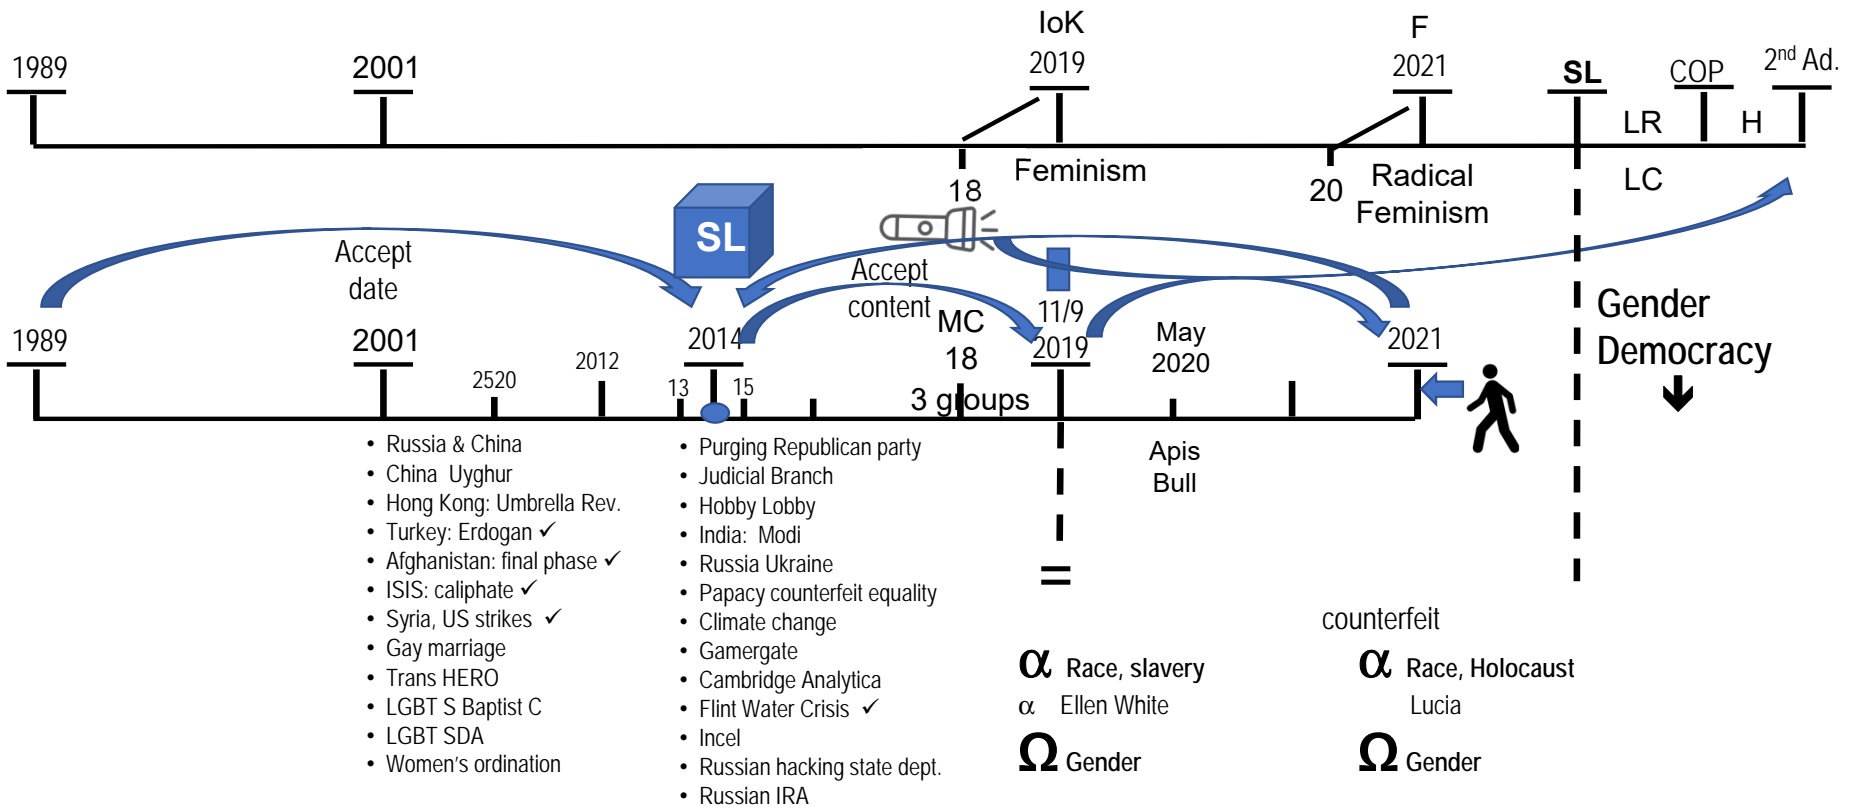 IoK
F
1989
2001
2019
2021
SL
COP
2nd Ad.
LR
H
18
Feminism
20
Radical
Feminism
LC
SL
Accept
date
Accept
content
MC
18
3 groups
11/9
1989
2001
2520
2012
13
2014
15
2019
May
2020
2021
Gender
Democracy
Apis
Bull
• Russia & China
• China Uyghur
• Hong Kong: Umbrella Rev.
• Turkey: Erdogan ✓
• Afghanistan: final phase ✓
• ISIS: caliphate ✓
• Syria, US strikes ✓
• Gay marriage
• Trans HERO
• LGBT S Baptist C
• LGBT SDA
• Women's ordination
• Purging Republican party
• Judicial Branch
• Hobby Lobby
• India: Modi
• Russia Ukraine
• Papacy counterfeit equality
• Climate change
• Gamergate
• Cambridge Analytica
• Flint Water Crisis ✓
• Incel
• Russian hacking state dept.
• Russian IRA
=
α Race, slavery
α Ellen White
Ω Gender
counterfeit
α Race, Holocaust
Lucia
Ω Gender